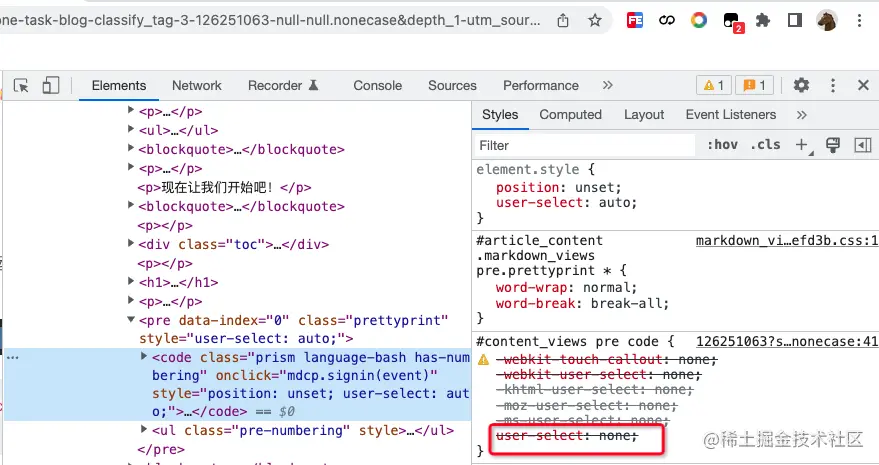 one-task-blog-classify_tag-3-126251063-null-null.nonecase&depth_1-utm_sour...
FE
2
Elements Network Recorder Console Sources Performance » 1 1
<p>…</p>
<ul>…</ul>
<blockquote>…</blockquote>
<p>…</p>
<p>现在让我们开始吧！</p>
<blockquote>…</blockquote>
<p></p>
<div class="toc">…</div>
<p></p>
<h1>…</h1>
<p>…</p>
<pre data-index="0" class="prettyprint"
style="user-select: auto;">
… <code class="prism language-bash has-num
bering" onclick="mdcp.signin(event)"
style="position: unset; user-select: aut
o;">…</code> == $0
<ul class="pre-numbering" style>…</ul>
</pre>
Styles Computed Layout Event Listeners »
Filter :hov .cls +
element.style {
position: unset;
user-select: auto;
}
#article_content markdown_vi…efd3b.css:1
.markdown_views
pre.prettyprint * {
word-wrap: normal;
word-break: break-all;
}
#content_views pre code { 126251063?s…nonecase:41
-webkit-touch-callout: none;
-webkit-user-select: none;
-khtml-user-select: none;
-moz-user-select: none;
-ms-user-select: none;
user-select: none;
}
@稀土掘金技术社区